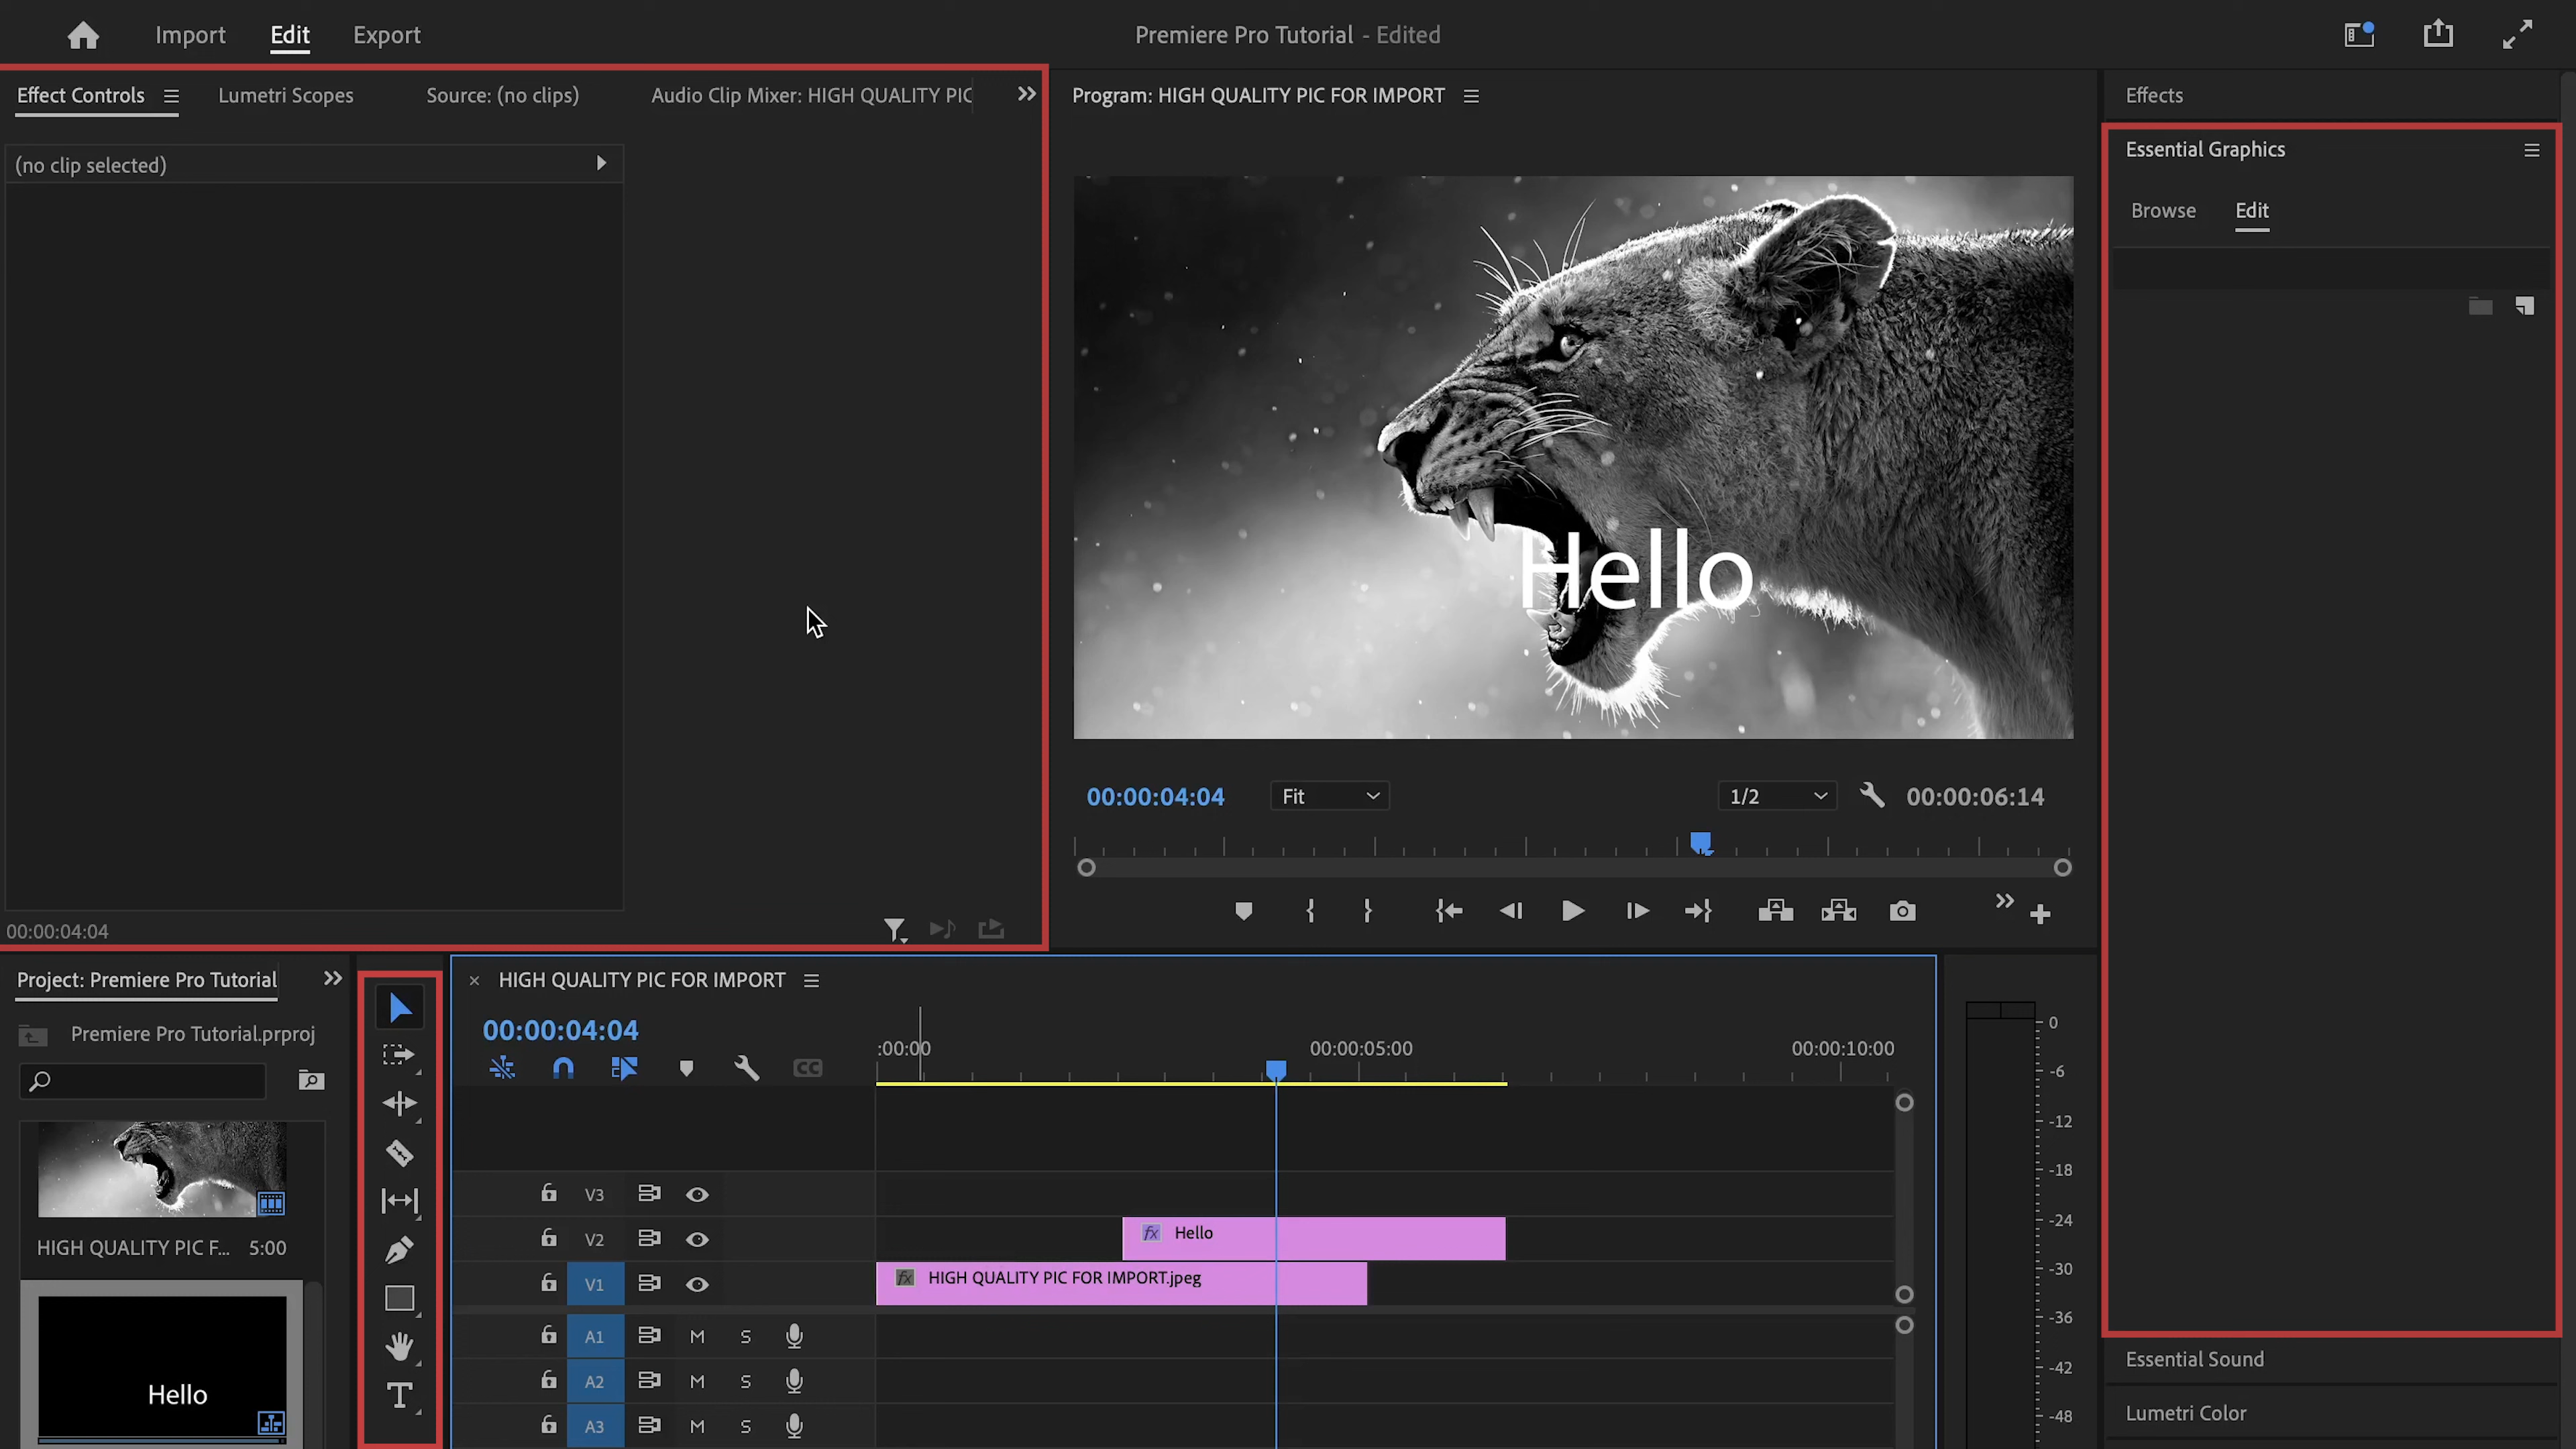 Import Edit Export
Premiere Pro Tutorial - Edited
Effect Controls
Lumetri Scopes
Source: (no clips)
Audio Clip Mixer: HIGH QUALITY PIC
(no clip selected)
00:00:04:04
Program: HIGH QUALITY PIC FOR IMPORT
Hello
00:00:04:04
Fit
1/2
00:00:06:14
Effects
Essential Graphics
Browse Edit
Essential Sound
Lumetri Color
Project: Premiere Pro Tutorial
Premiere Pro Tutorial.prproj
HIGH QUALITY PIC F... 5:00
Hello
T
× HIGH QUALITY PIC FOR IMPORT
00:00:04:04
CC
:00:00
00:00:05:00
00:00:10:00
V3
V2
fx Hello
V1
fx HIGH QUALITY PIC FOR IMPORT.jpeg
A1 M S
A2 M S
A3 M S
0
-6
-12
-18
-24
-30
-36
-42
-48